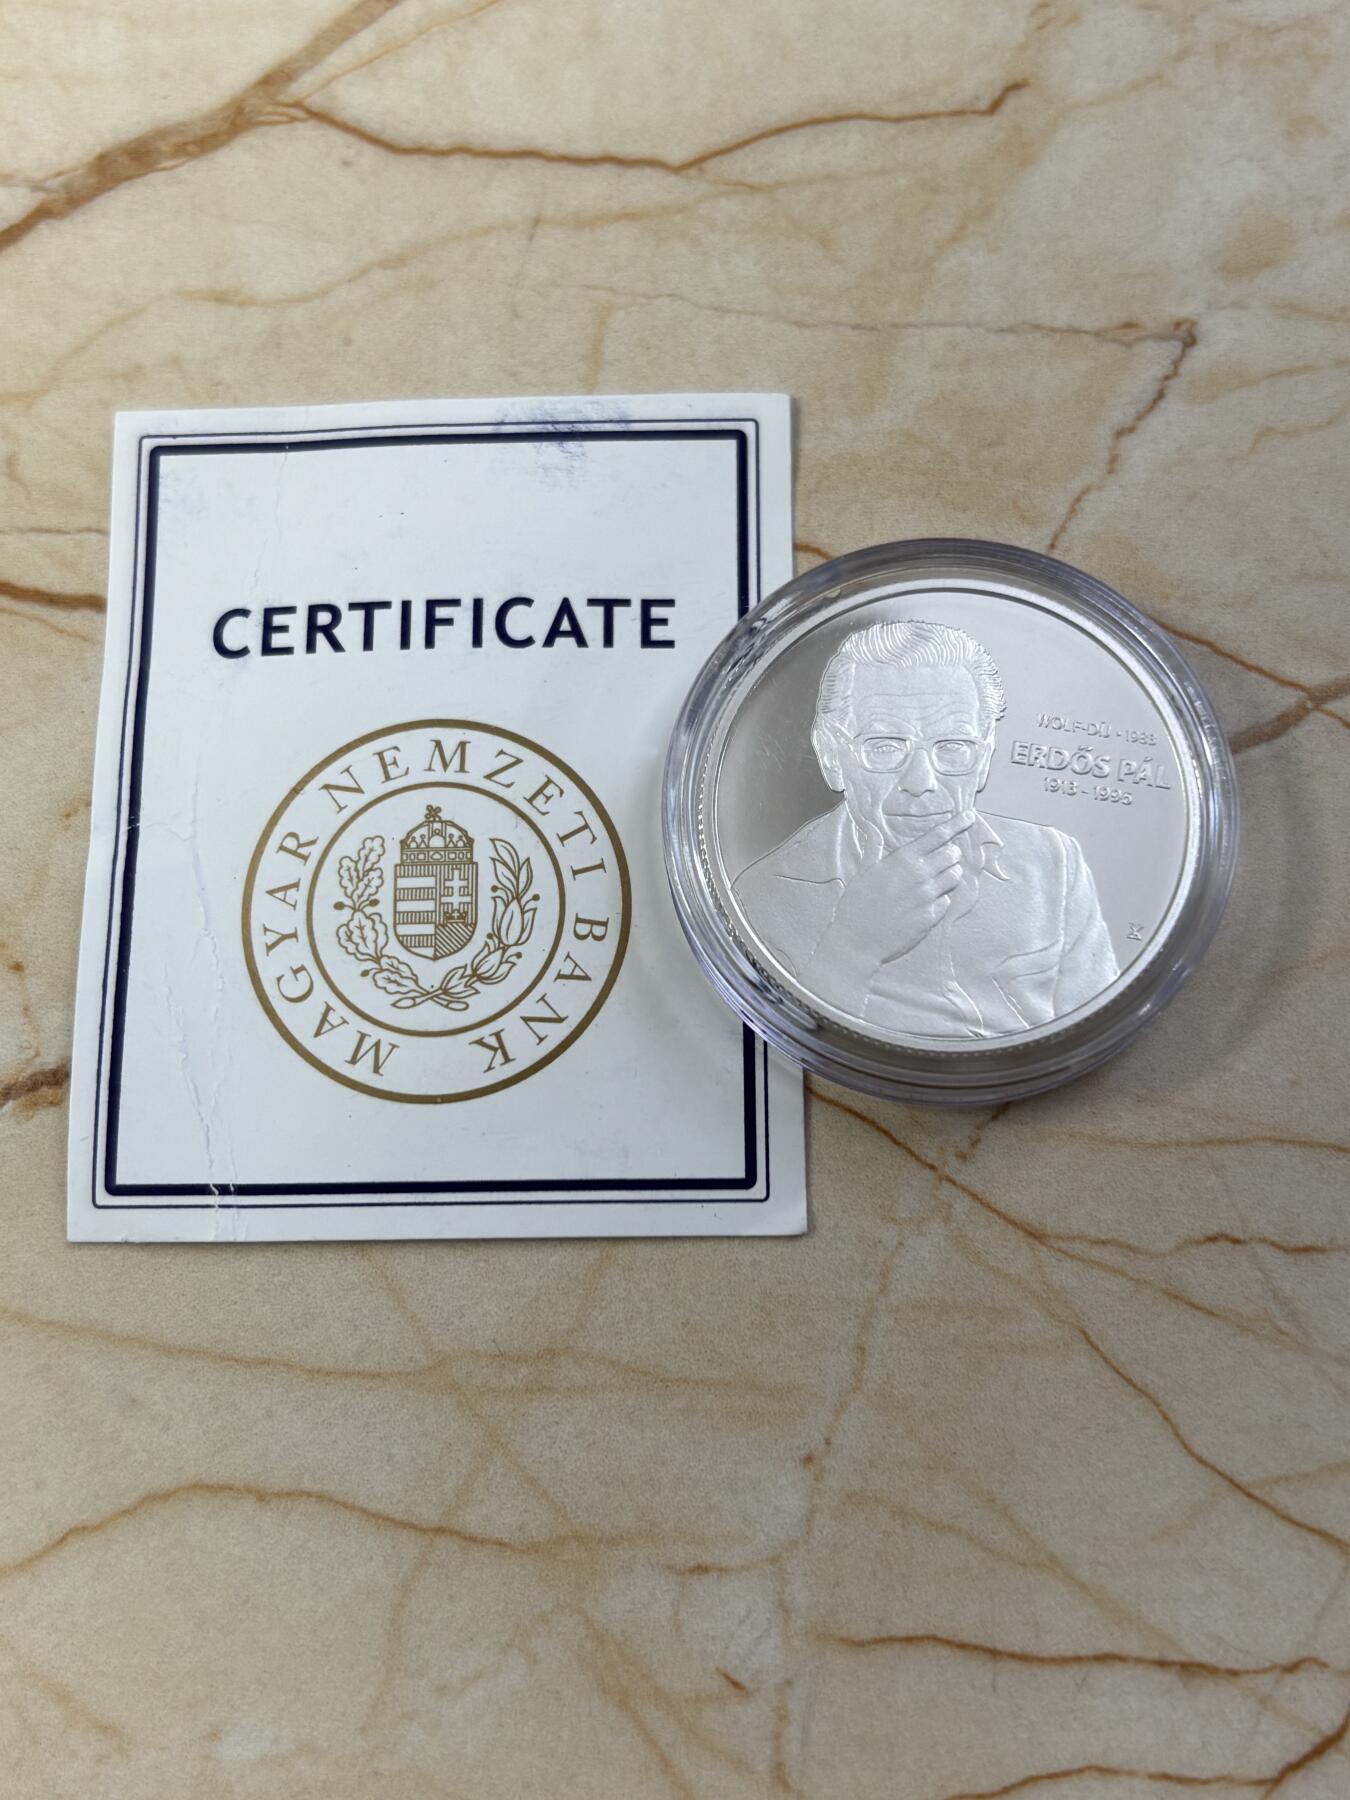 CERTIFICATE
MAGYAR NEMZETI BANK
WOLF-DÍJ · 1983
ERDŐS PÁL
1913 - 1996